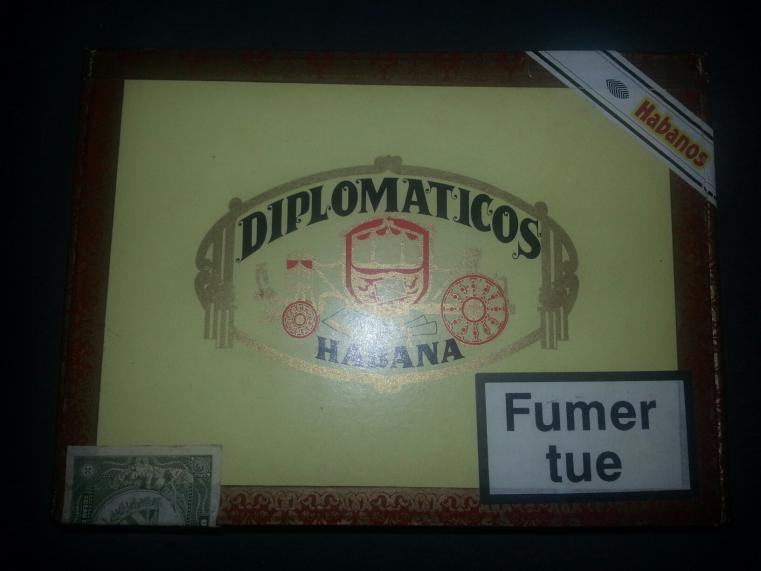 Habanos
DIPLOMATICOS
HABANA
Fumer
tue